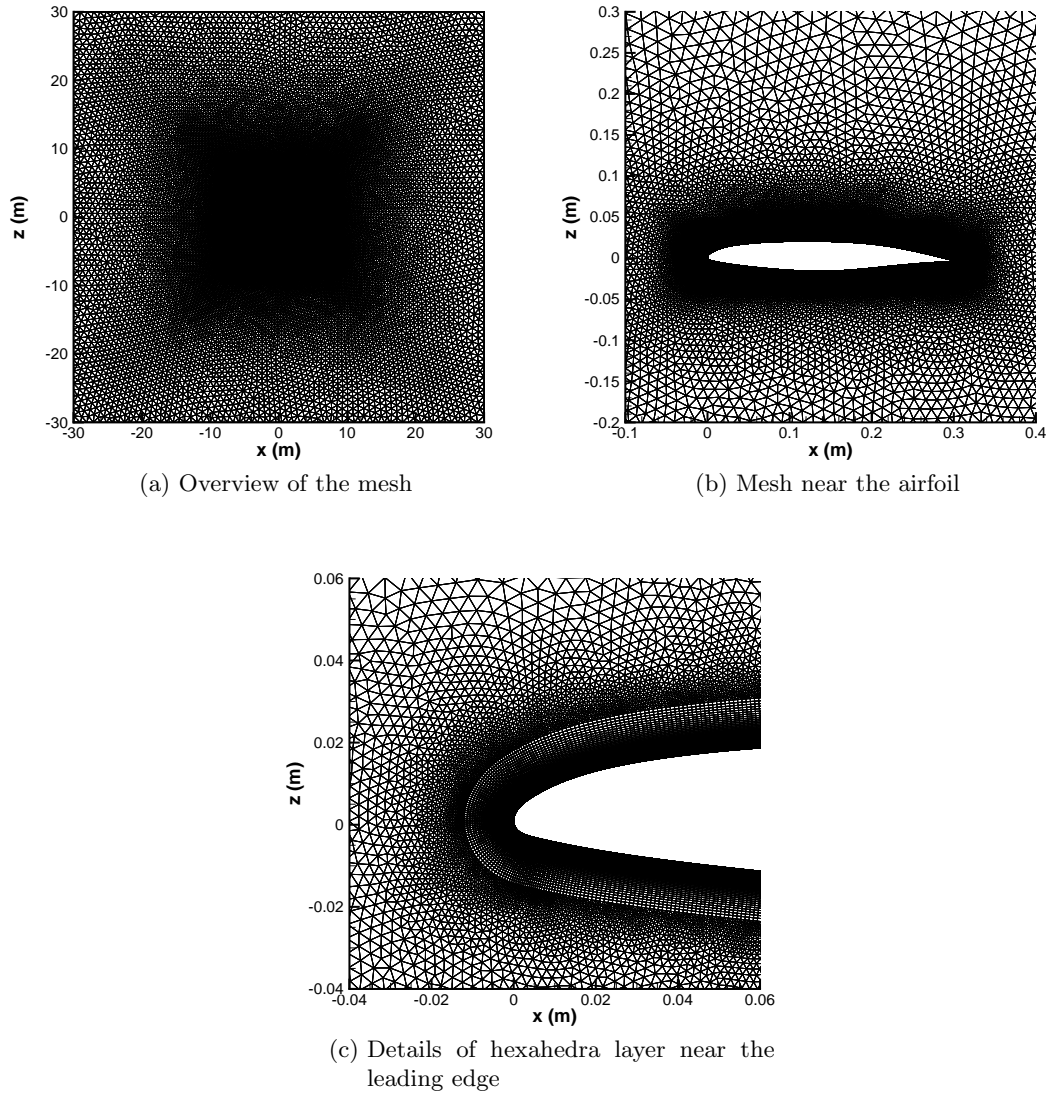 30
20
10
0
-10
-20
-30
z (m)
-30 -20 -10 0 10 20 30
x (m)
(a) Overview of the mesh
0.3
0.25
0.2
0.15
0.1
0.05
0
-0.05
-0.1
-0.15
-0.2
z (m)
-0.1 0 0.1 0.2 0.3 0.4
x (m)
(b) Mesh near the airfoil
0.06
0.04
0.02
0
-0.02
-0.04
z (m)
-0.04 -0.02 0 0.02 0.04 0.06
x (m)
(c) Details of hexahedra layer near the
leading edge